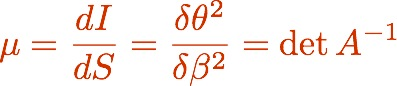 μ = dI/dS = δθ²/δβ² = det A⁻¹